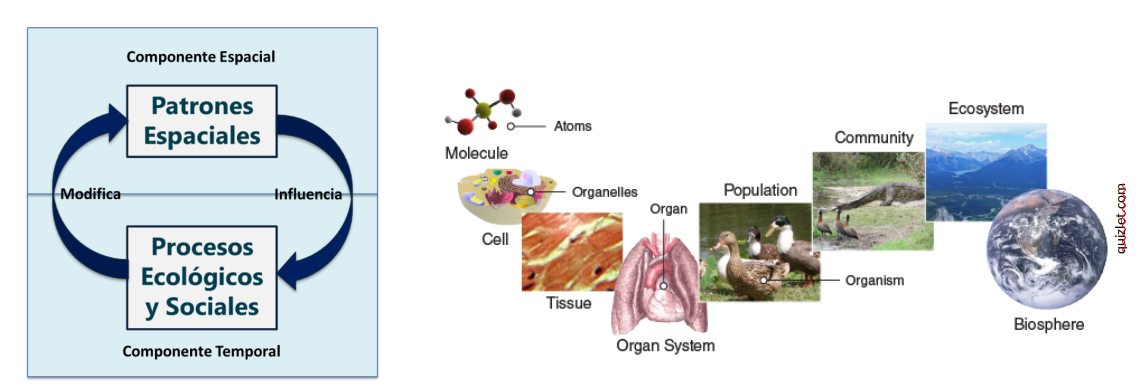 Componente Espacial
Patrones
Espaciales
Modifica
Influencia
Procesos
Ecológicos
y Sociales
Componente Temporal
Atoms
Molecule
Organelles
Cell
Tissue
Organ
Organ System
Population
Organism
Community
Ecosystem
Biosphere
quizlet.com